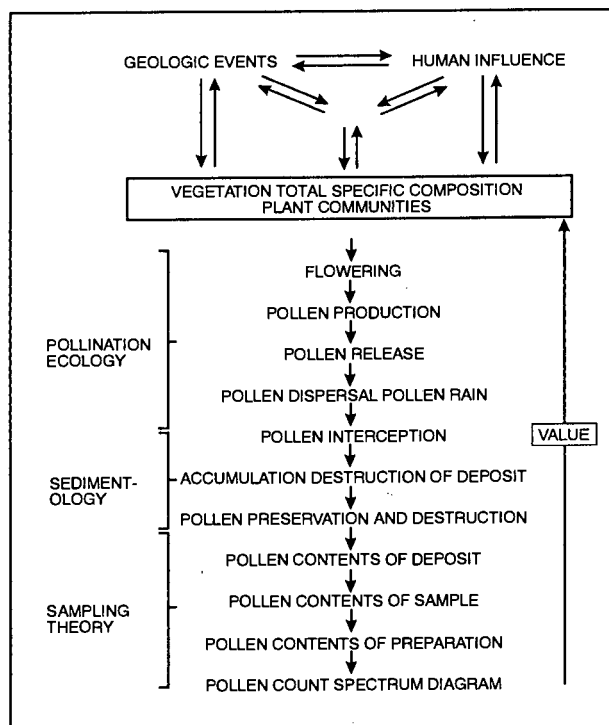 GEOLOGIC EVENTS
HUMAN INFLUENCE
VEGETATION TOTAL SPECIFIC COMPOSITION
PLANT COMMUNITIES
FLOWERING
POLLEN PRODUCTION
POLLINATION
ECOLOGY
POLLEN RELEASE
POLLEN DISPERSAL POLLEN RAIN
POLLEN INTERCEPTION
VALUE
SEDIMENT-
OLOGY
ACCUMULATION DESTRUCTION OF DEPOSIT
POLLEN PRESERVATION AND DESTRUCTION
POLLEN CONTENTS OF DEPOSIT
SAMPLING
THEORY
POLLEN CONTENTS OF SAMPLE
POLLEN CONTENTS OF PREPARATION
POLLEN COUNT SPECTRUM DIAGRAM